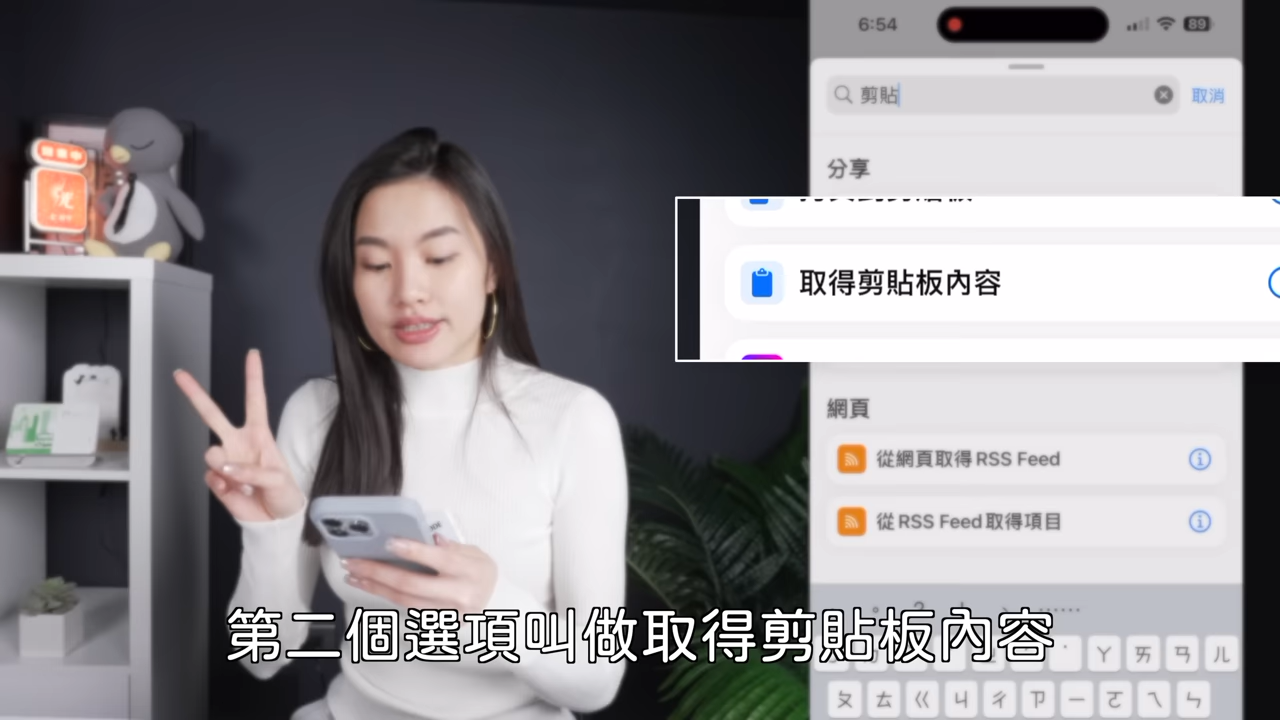 6:54
89
剪貼
取消
分享
取得剪貼板內容
網頁
從網頁取得 RSS Feed
從 RSS Feed 取得項目
第二個選項叫做取得剪貼板內容
ㄚ ㄞ ㄢ ㄦ
ㄆ ㄊ ㄍ ㄐ ㄔ ㄗ ㄧ ㄛ ㄟ ㄣ